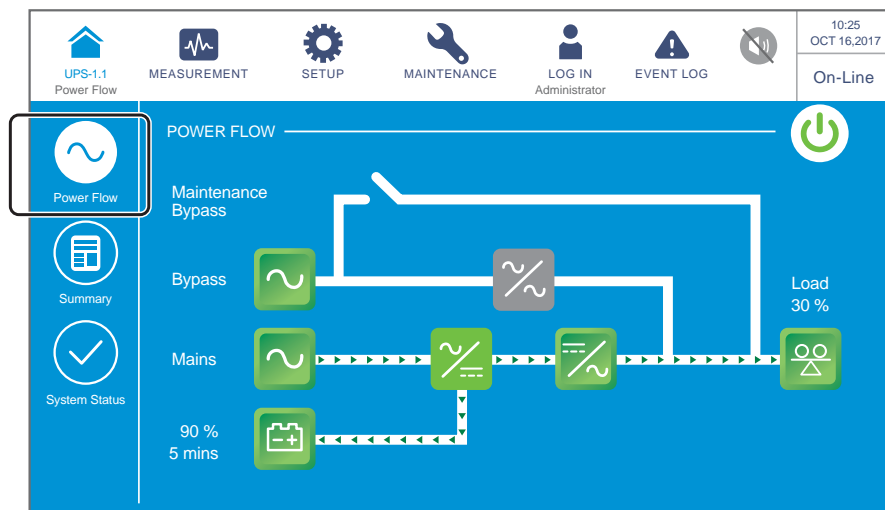 10:25
OCT 16,2017
On-Line
UPS-1.1
Power Flow
MEASUREMENT
SETUP
MAINTENANCE
LOG IN
Administrator
EVENT LOG
Power Flow
Summary
System Status
POWER FLOW
Maintenance
Bypass
Bypass
Load
30 %
Mains
90 %
5 mins